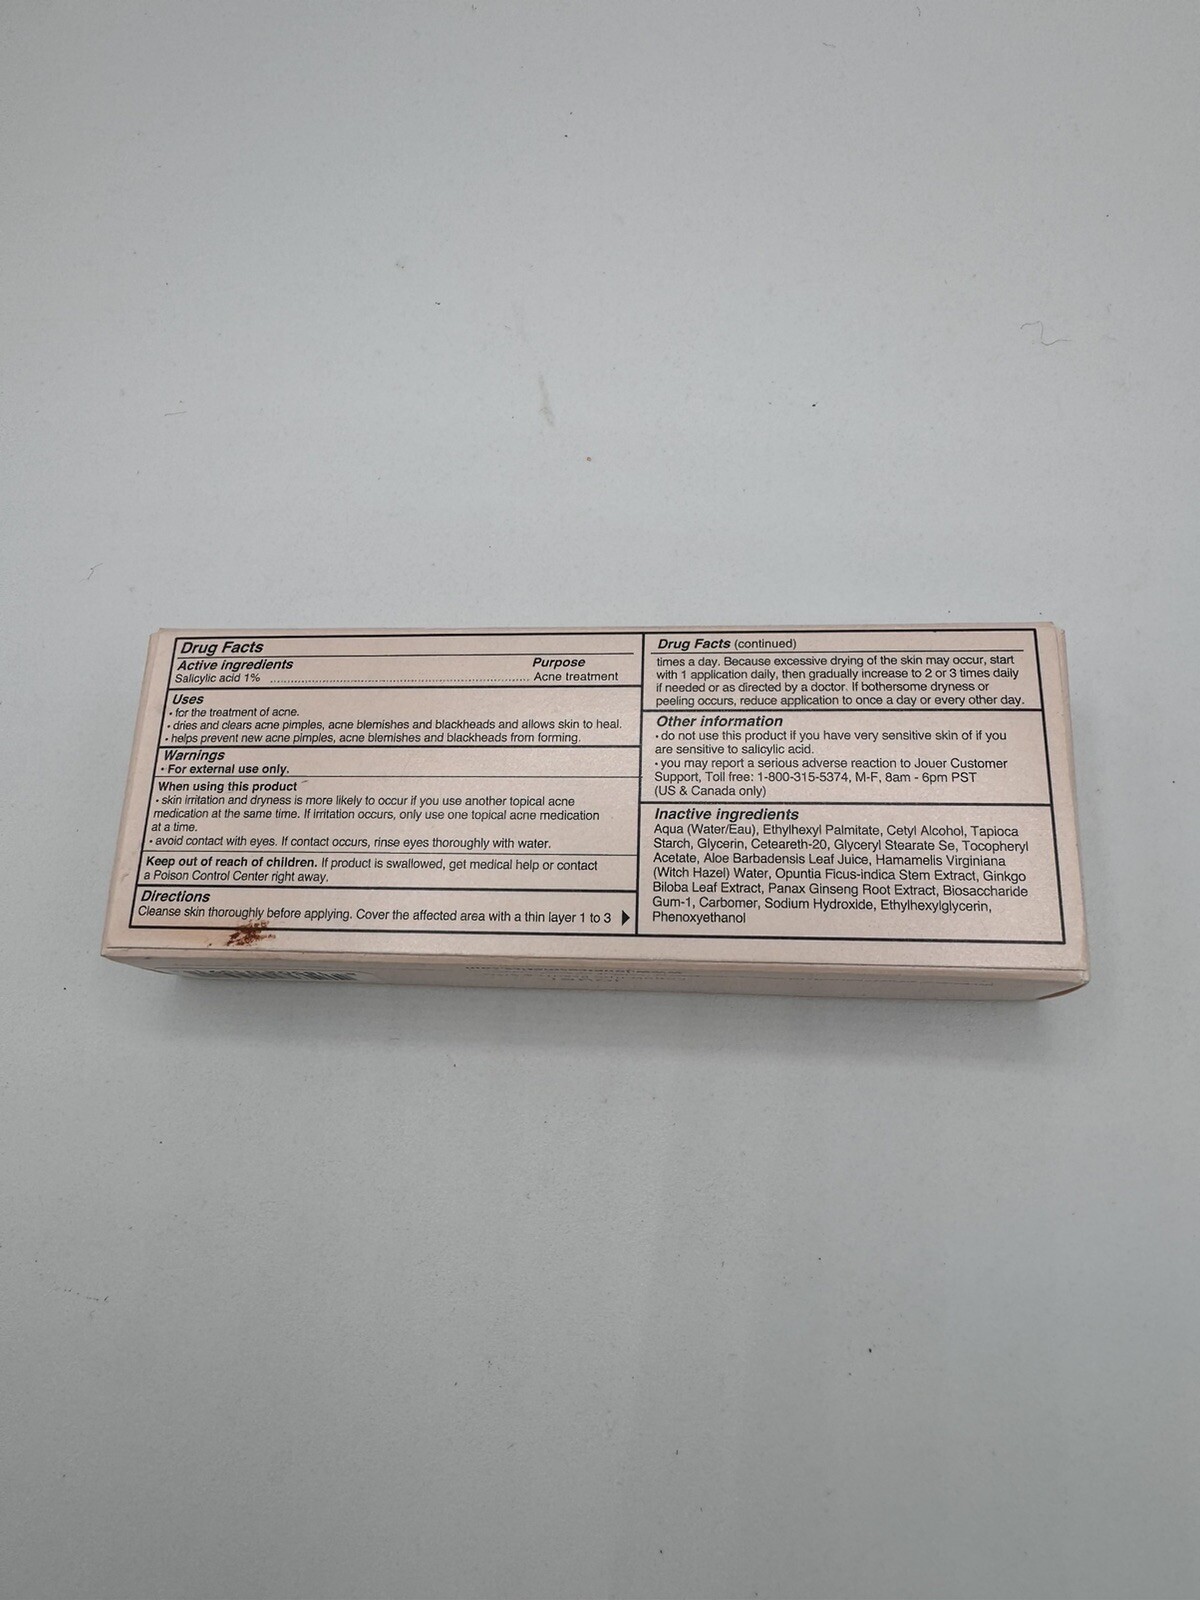 Drug Facts
Active ingredients Purpose
Salicylic acid 1% ........................................................ Acne treatment
Uses
• for the treatment of acne.
• dries and clears acne pimples, acne blemishes and blackheads and allows skin to heal.
• helps prevent new acne pimples, acne blemishes and blackheads from forming.
Warnings
• For external use only.
When using this product
• skin irritation and dryness is more likely to occur if you use another topical acne
medication at the same time. If irritation occurs, only use one topical acne medication
at a time.
• avoid contact with eyes. If contact occurs, rinse eyes thoroughly with water.
Keep out of reach of children. If product is swallowed, get medical help or contact
a Poison Control Center right away.
Directions
Cleanse skin thoroughly before applying. Cover the affected area with a thin layer 1 to 3
Drug Facts (continued)
times a day. Because excessive drying of the skin may occur, start
with 1 application daily, then gradually increase to 2 or 3 times daily
if needed or as directed by a doctor. If bothersome dryness or
peeling occurs, reduce application to once a day or every other day.
Other information
• do not use this product if you have very sensitive skin of if you
are sensitive to salicylic acid.
• you may report a serious adverse reaction to Jouer Customer
Support, Toll free: 1-800-315-5374, M-F, 8am - 6pm PST
(US & Canada only)
Inactive ingredients
Aqua (Water/Eau), Ethylhexyl Palmitate, Cetyl Alcohol, Tapioca
Starch, Glycerin, Ceteareth-20, Glyceryl Stearate Se, Tocopheryl
Acetate, Aloe Barbadensis Leaf Juice, Hamamelis Virginiana
(Witch Hazel) Water, Opuntia Ficus-indica Stem Extract, Ginkgo
Biloba Leaf Extract, Panax Ginseng Root Extract, Biosaccharide
Gum-1, Carbomer, Sodium Hydroxide, Ethylhexylglycerin,
Phenoxyethanol